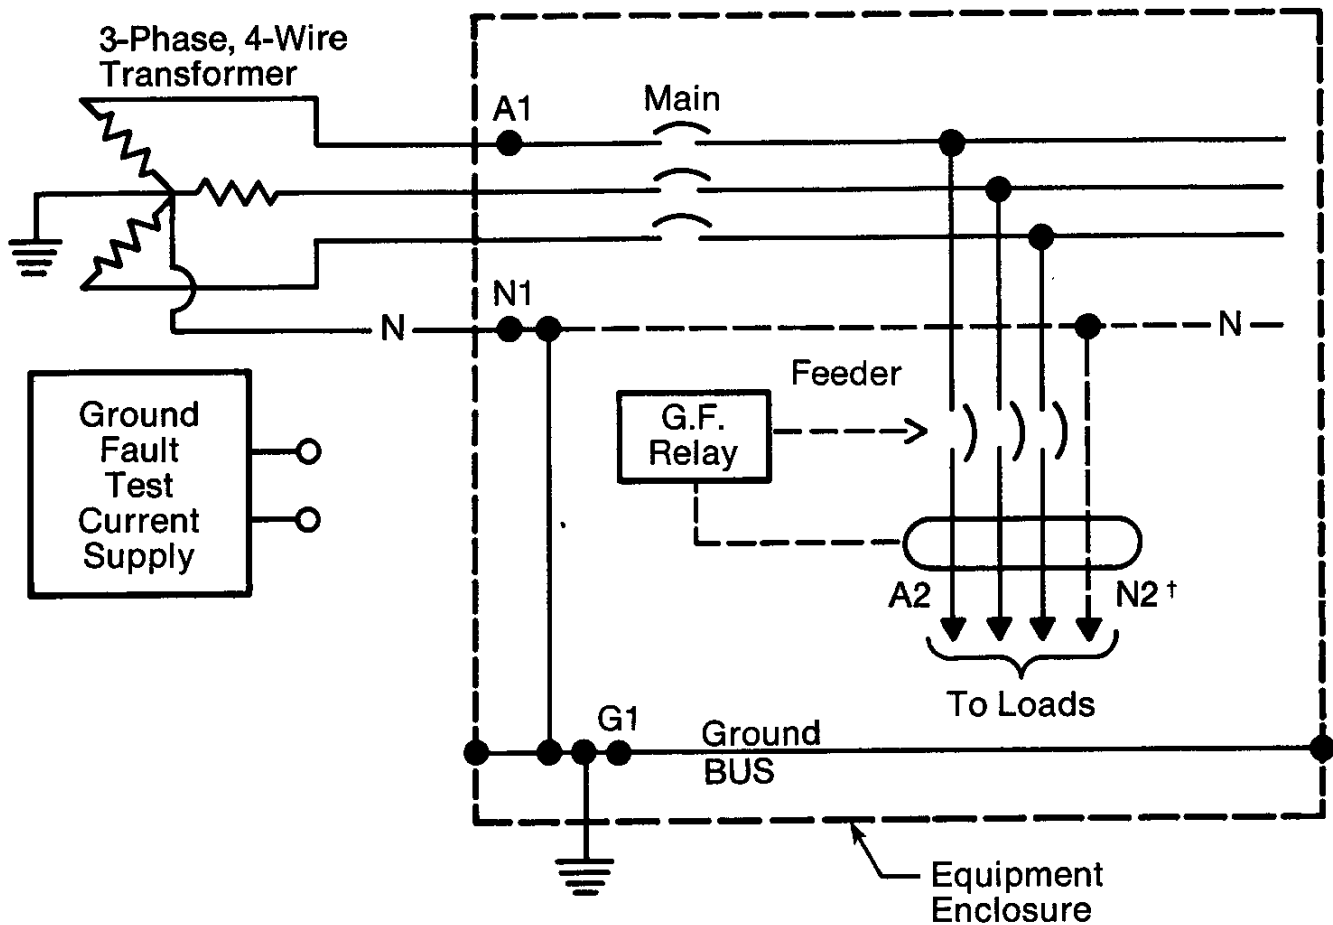 3-Phase, 4-Wire
Transformer
A1
Main
N1
N
N
Feeder
Ground
Fault
Test
Current
Supply
G.F.
Relay
A2
N2 †
To Loads
G1
Ground
BUS
Equipment
Enclosure